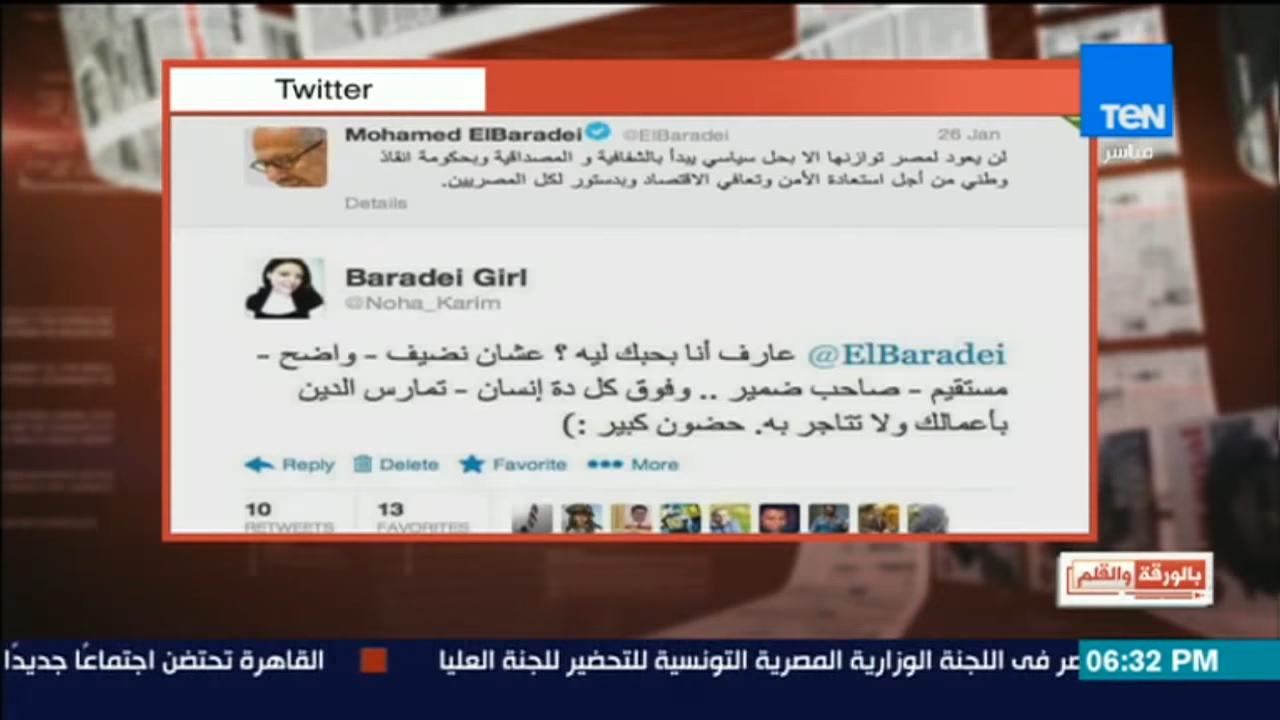 Twitter
TEN
مباشر
Mohamed ElBaradei @ElBaradei 26 Jan
لن يعود لمصر توازنها الا بحل سياسي يبدأ بالشفافية و المصداقية وبحكومة انقاذ
وطني من أجل استعادة الأمن وتعافي الاقتصاد وبدستور لكل المصريين.
Details
Baradei Girl
@Noha_Karim
@ElBaradei عارف أنا بحبك ليه ؟ عشان نضيف - واضح -
مستقيم - صاحب ضمير .. وفوق كل دة إنسان - تمارس الدين
بأعمالك ولا تتاجر به. حضون كبير :)
Reply Delete Favorite More
10 13
RETWEETS FAVORITES
بالورقة والقلم
صر فى اللجنة الوزارية المصرية التونسية للتحضير للجنة العليا القاهرة تحتضن اجتماعًا جديدًا
06:32 PM